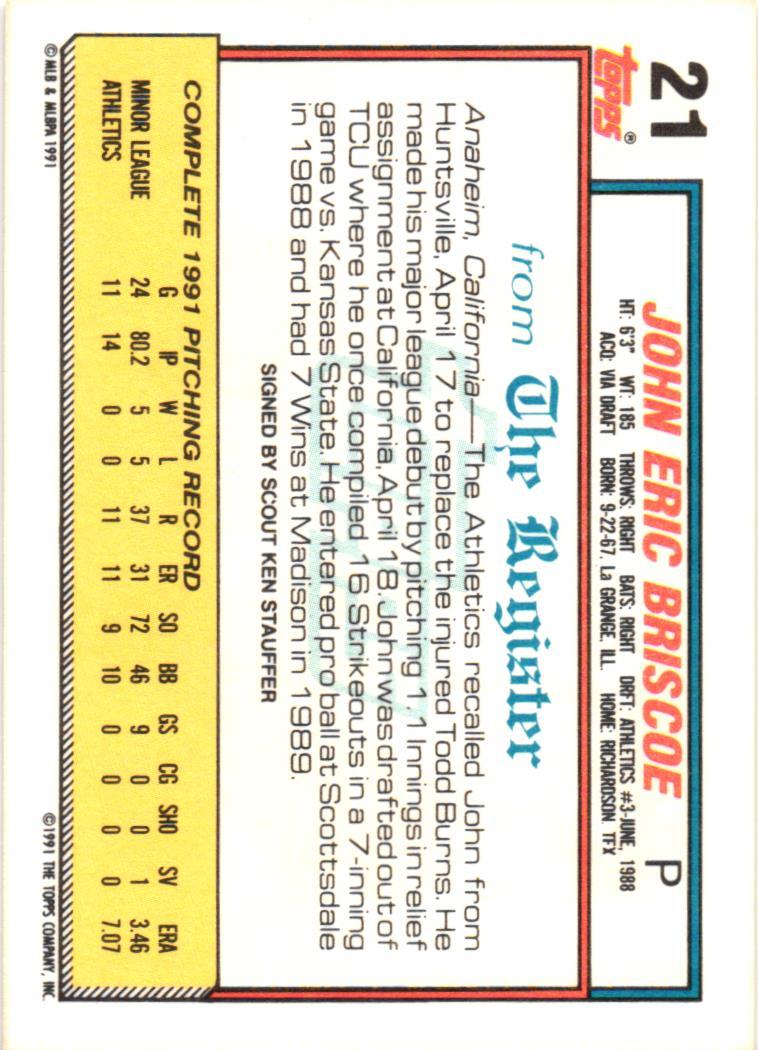 21
topps®
JOHN ERIC BRISCOE P
HT: 6'3" WT: 185 THROWS: RIGHT BATS: RIGHT DRFT: ATHLETICS #3-JUNE, 1988
ACQ: VIA DRAFT BORN: 9-22-67, La GRANGE, ILL. HOME: RICHARDSON, TEX
from The Register
Anaheim, California—The Athletics recalled John from
Huntsville, April 17 to replace the injured Todd Burns. He
made his major league debut by pitching 1.1 Innings in relief
assignment at California, April 18. John was drafted out of
TCU where he once compiled 16 Strikeouts in a 7-inning
game vs. Kansas State. He entered pro ball at Scottsdale
in 1988 and had 7 Wins at Madison in 1989.
SIGNED BY SCOUT KEN STAUFFER
COMPLETE 1991 PITCHING RECORD
G IP W L R ER SO BB GS CG SHO SV ERA
MINOR LEAGUE 24 80.2 5 5 37 31 72 46 9 0 0 1 3.46
ATHLETICS 11 14 0 0 11 11 9 10 0 0 0 0 7.07
© MLB & MLBPA 1991 ©1991 THE TOPPS COMPANY, INC.